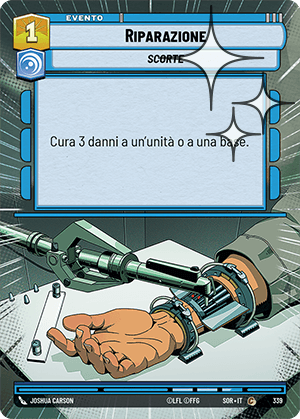 EVENTO
1
RIPARAZIONE
SCORTE
Cura 3 danni a un'unità o a una base.
JOSHUA CARSON
©LFL ©FFG
SOR • IT
C
339